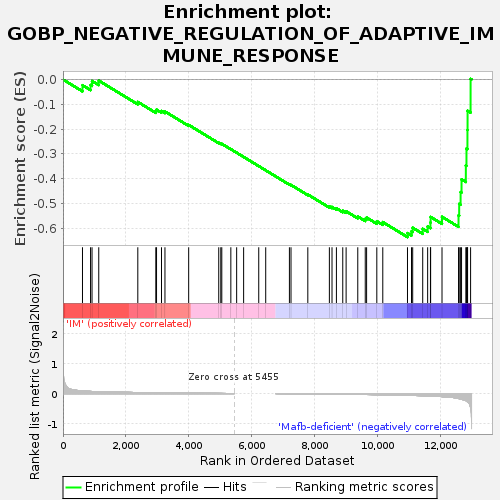 Enrichment plot:
GOBP_NEGATIVE_REGULATION_OF_ADAPTIVE_IM
MUNE_RESPONSE
Enrichment score (ES)
0.0
-0.1
-0.2
-0.3
-0.4
-0.5
-0.6
'IM' (positively correlated)
Ranked list metric (Signal2Noise)
2
1
0
-1
Zero cross at 5455
'Mafb-deficient' (negatively correlated)
0
2,000
4,000
6,000
8,000
10,000
12,000
Rank in Ordered Dataset
Enrichment profile
Hits
Ranking metric scores